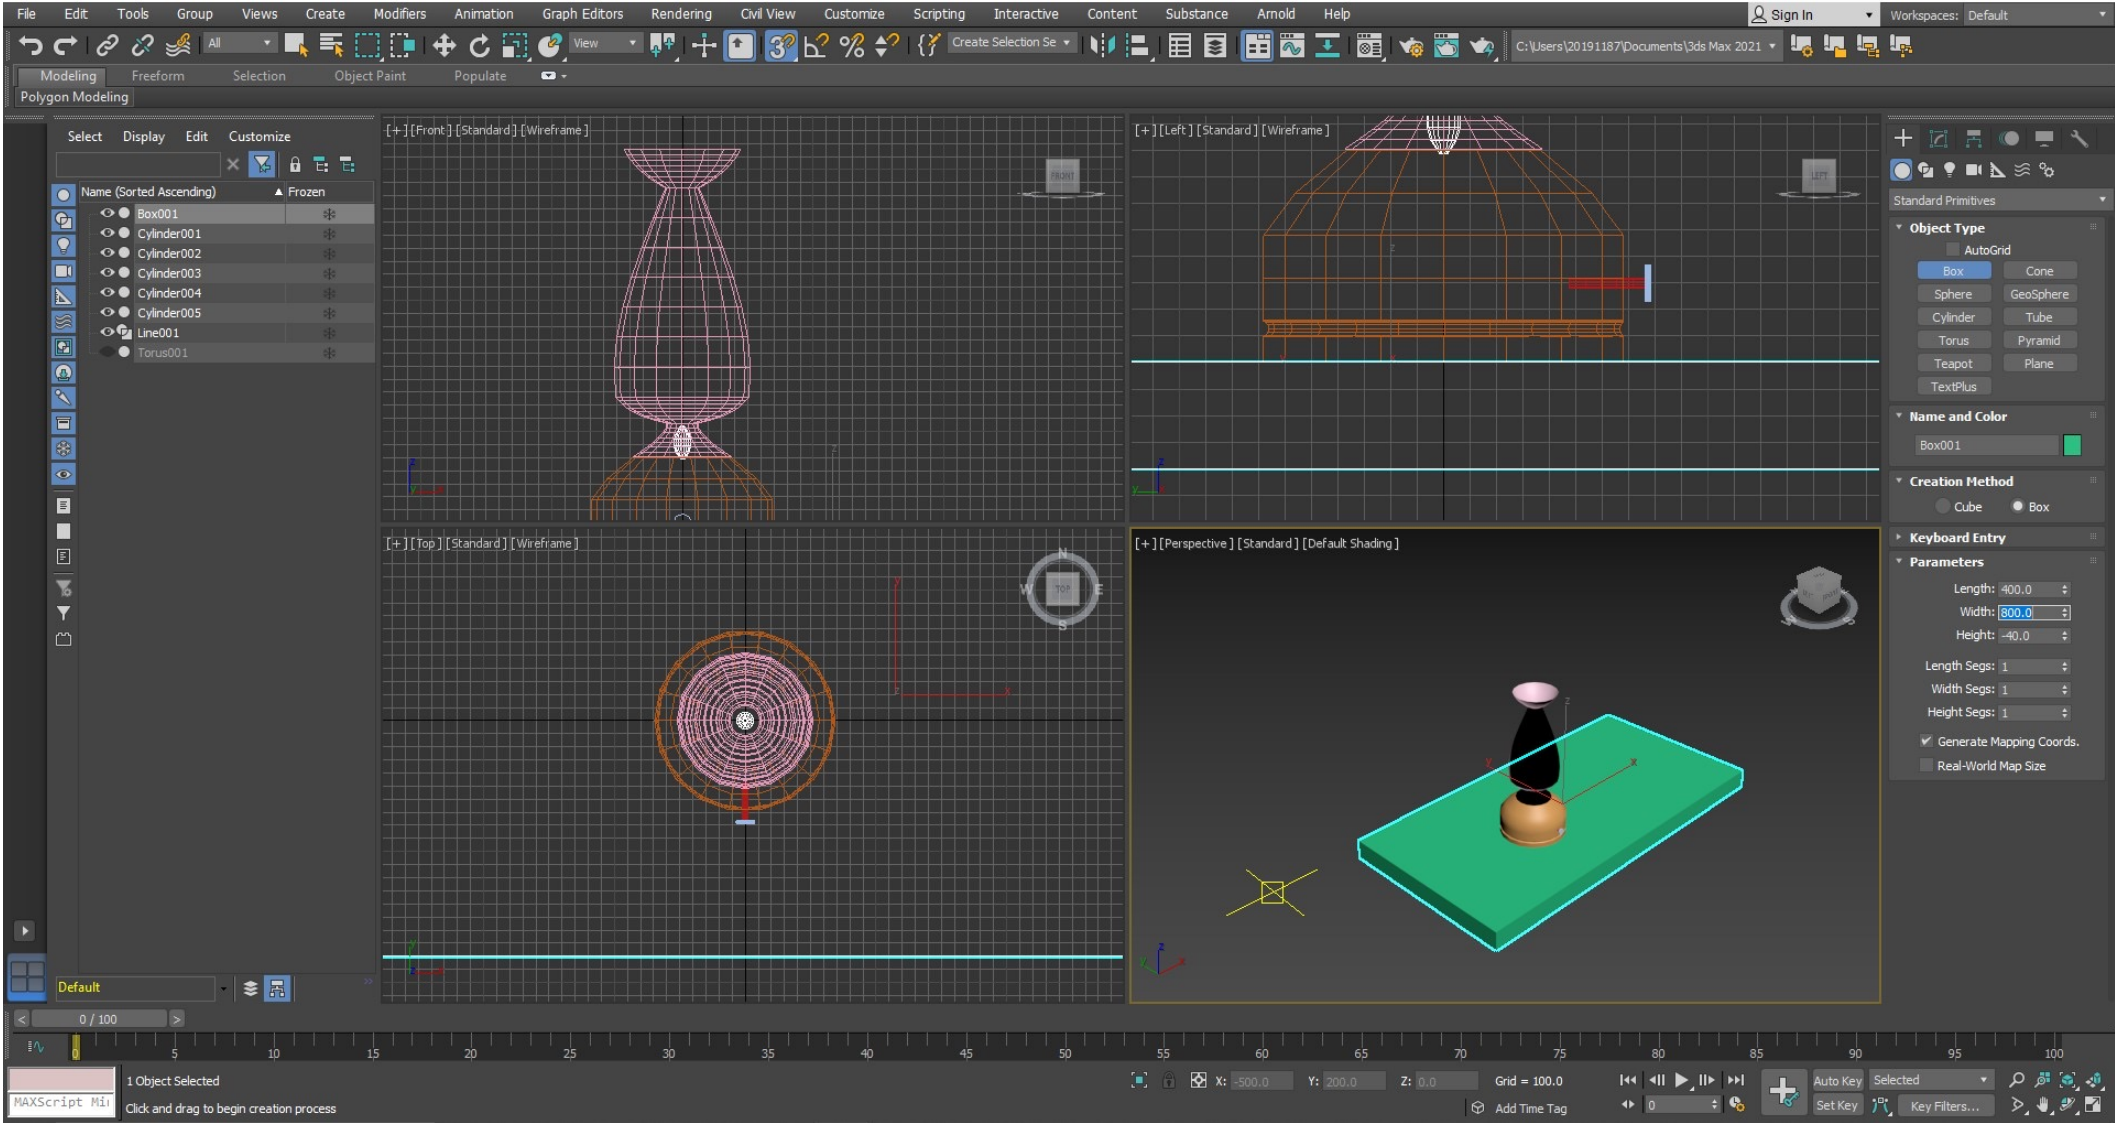 File Edit Tools Group Views Create Modifiers Animation Graph Editors Rendering Civil View Customize Scripting Interactive Content Substance Arnold Help Sign In Workspaces: Default
All View Create Selection Se C:\Users\20191187\Documents\3ds Max 2021
Modeling Freeform Selection Object Paint Populate
Polygon Modeling
Select Display Edit Customize
Name (Sorted Ascending) Frozen
Box001
Cylinder001
Cylinder002
Cylinder003
Cylinder004
Cylinder005
Line001
Torus001
Default
[+][Front][Standard][Wireframe]
FRONT
z
x
y
z
[+][Left][Standard][Wireframe]
LEFT
z
y
x
z
y
[+][Top][Standard][Wireframe]
N
W TOP E
S
y
z x
y
z x
[+][Perspective][Standard][Default Shading]
z
y x
z
y x
Standard Primitives
Object Type
AutoGrid
Box Cone
Sphere GeoSphere
Cylinder Tube
Torus Pyramid
Teapot Plane
TextPlus
Name and Color
Box001
Creation Method
Cube Box
Keyboard Entry
Parameters
Length: 400.0
Width: 800.0
Height: -40.0
Length Segs: 1
Width Segs: 1
Height Segs: 1
Generate Mapping Coords.
Real-World Map Size
< 0 / 100 >
0 5 10 15 20 25 30 35 40 45 50 55 60 65 70 75 80 85 90 95 100
1 Object Selected X: -500.0 Y: 200.0 Z: 0.0 Grid = 100.0 Auto Key Selected
MAXScript Mi Click and drag to begin creation process Add Time Tag 0 Set Key Key Filters...